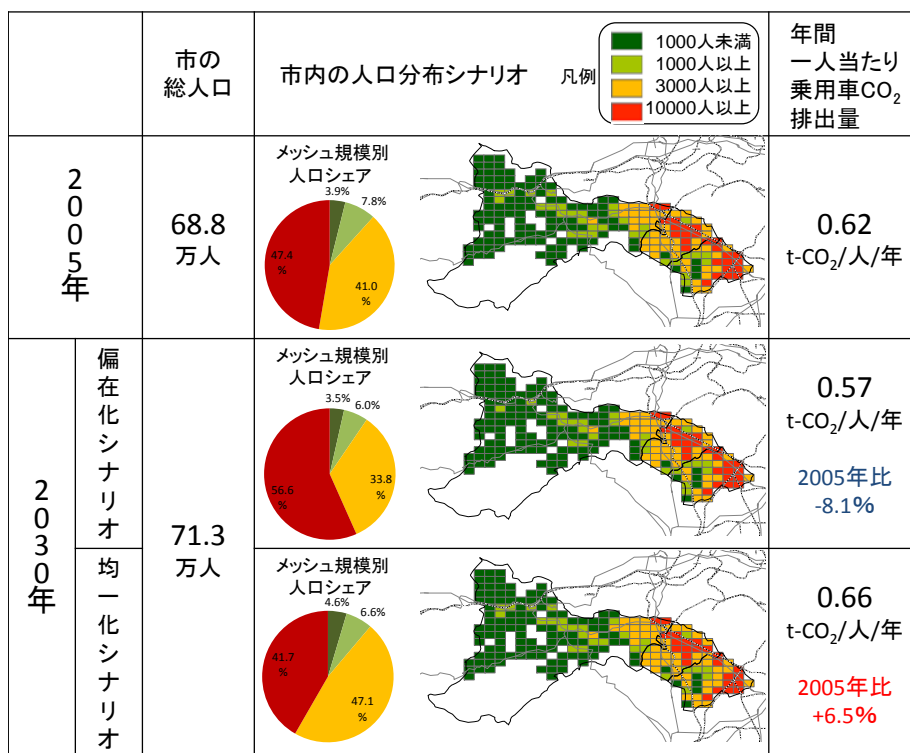 市の
総人口
市内の人口分布シナリオ
凡例
1000人未満
1000人以上
3000人以上
10000人以上
年間
一人当たり
乗用車CO₂
排出量
2005年
68.8
万人
メッシュ規模別
人口シェア
3.9%
7.8%
47.4
%
41.0
%
0.62
t-CO₂/人/年
2030年
偏在化シナリオ
71.3
万人
メッシュ規模別
人口シェア
3.5%
6.0%
56.6
%
33.8
%
0.57
t-CO₂/人/年
2005年比
-8.1%
均一化シナリオ
メッシュ規模別
人口シェア
4.6%
6.6%
41.7
%
47.1
%
0.66
t-CO₂/人/年
2005年比
+6.5%